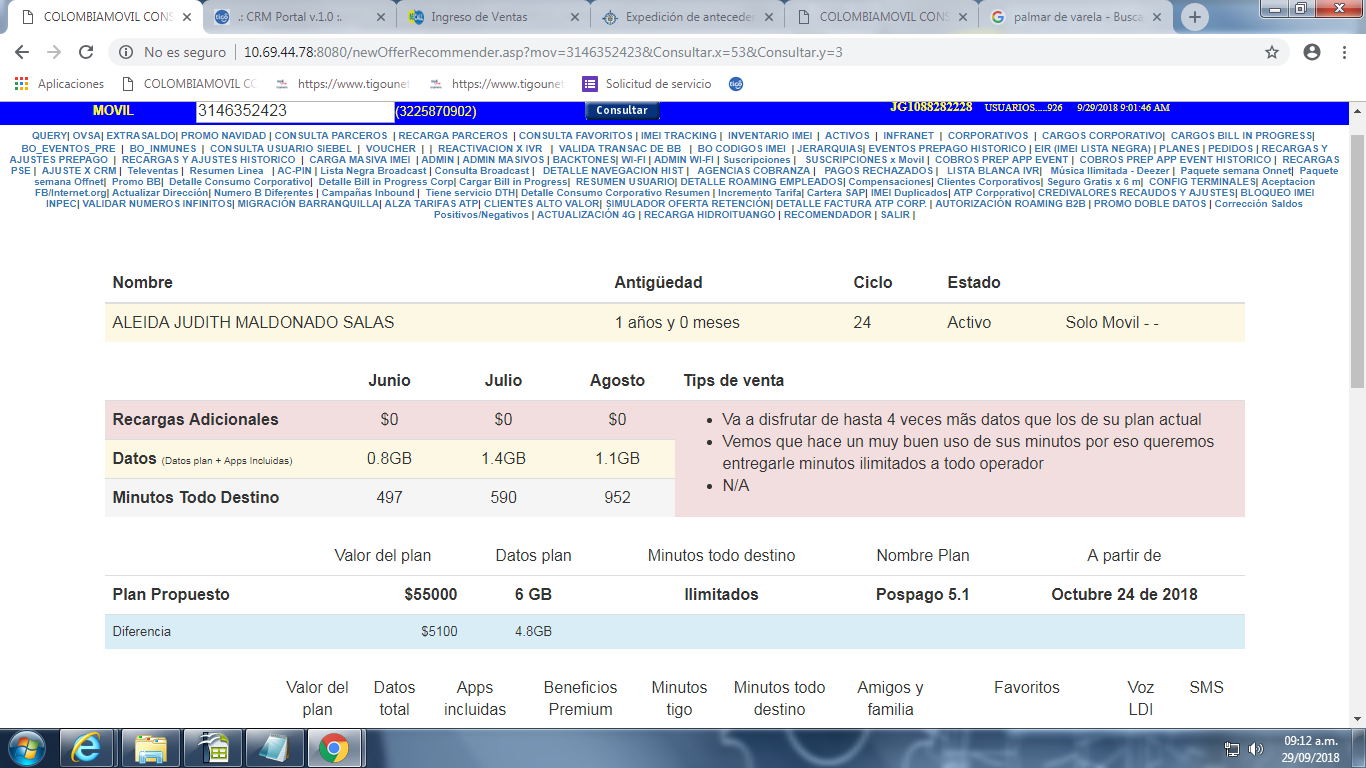 COLOMBIAMOVIL CONS
.: CRM Portal v.1.0 :.
Ingreso de Ventas
Expedición de anteceder
COLOMBIAMOVIL CONS
palmar de varela - Busca
No es seguro | 10.69.44.78:8080/newOfferRecommender.asp?mov=3146352423&Consultar.x=53&Consultar.y=3
Aplicaciones
COLOMBIAMOVIL CO
https://www.tigounet
https://www.tigounet
Solicitud de servicio
MOVIL
3146352423
(3225870902)
Consultar
JG1088282228 USUARIOS.....926 9/29/2018 9:01:46 AM
QUERY| OVSA| EXTRASALDO| PROMO NAVIDAD | CONSULTA PARCEROS | RECARGA PARCEROS | CONSULTA FAVORITOS | IMEI TRACKING | INVENTARIO IMEI | ACTIVOS | INFRANET | CORPORATIVOS | CARGOS CORPORATIVO| CARGOS BILL IN PROGRESS|
BO_EVENTOS_PRE | BO_INMUNES | CONSULTA USUARIO SIEBEL | VOUCHER | | REACTIVACION X IVR | VALIDA TRANSAC DE BB | BO CODIGOS IMEI | JERARQUIAS| EVENTOS PREPAGO HISTORICO | EIR (IMEI LISTA NEGRA) | PLANES | PEDIDOS | RECARGAS Y
AJUSTES PREPAGO | RECARGAS Y AJUSTES HISTORICO | CARGA MASIVA IMEI | ADMIN | ADMIN MASIVOS | BACKTONES| WI-FI | ADMIN WI-FI | Suscripciones | SUSCRIPCIONES x Movil | COBROS PREP APP EVENT | COBROS PREP APP EVENT HISTORICO | RECARGAS
PSE | AJUSTE X CRM | Televentas | Resumen Linea | AC-PIN | Lista Negra Broadcast | Consulta Broadcast | DETALLE NAVEGACION HIST | AGENCIAS COBRANZA | PAGOS RECHAZADOS | LISTA BLANCA IVR| Música Ilimitada - Deezer | Paquete semana Onnet| Paquete
semana Offnet| Promo BB| Detalle Consumo Corporativo| Detalle Bill in Progress Corp| Cargar Bill in Progress| RESUMEN USUARIO| DETALLE ROAMING EMPLEADOS| Compensaciones| Clientes Corporativos| Seguro Gratis x 6 m| CONFIG TERMINALES| Aceptacion
FB/Internet.org| Actualizar Dirección| Numero B Diferentes | Campañas Inbound | Tiene servicio DTH| Detalle Consumo Corporativo Resumen | Incremento Tarifa| Cartera SAP| IMEI Duplicados| ATP Corporativo| CREDIVALORES RECAUDOS Y AJUSTES| BLOQUEO IMEI
INPEC| VALIDAR NUMEROS INFINITOS| MIGRACIÓN BARRANQUILLA| ALZA TARIFAS ATP| CLIENTES ALTO VALOR| SIMULADOR OFERTA RETENCIÓN| DETALLE FACTURA ATP CORP. | AUTORIZACIÓN ROAMING B2B | PROMO DOBLE DATOS | Corrección Saldos
Positivos/Negativos | ACTUALIZACIÓN 4G | RECARGA HIDROITUANGO | RECOMENDADOR | SALIR |
Nombre Antigüedad Ciclo Estado
ALEIDA JUDITH MALDONADO SALAS 1 años y 0 meses 24 Activo Solo Movil - -
Junio Julio Agosto Tips de venta
Recargas Adicionales $0 $0 $0
Datos (Datos plan + Apps Incluidas) 0.8GB 1.4GB 1.1GB
Minutos Todo Destino 497 590 952
• Va a disfrutar de hasta 4 veces mãs datos que los de su plan actual
• Vemos que hace un muy buen uso de sus minutos por eso queremos
entregarle minutos ilimitados a todo operador
• N/A
Valor del plan Datos plan Minutos todo destino Nombre Plan A partir de
Plan Propuesto $55000 6 GB Ilimitados Pospago 5.1 Octubre 24 de 2018
Diferencia $5100 4.8GB
Valor del Datos Apps Beneficios Minutos Minutos todo Amigos y Favoritos Voz SMS
plan total incluidas Premium tigo destino familia LDI
09:12 a.m.
29/09/2018